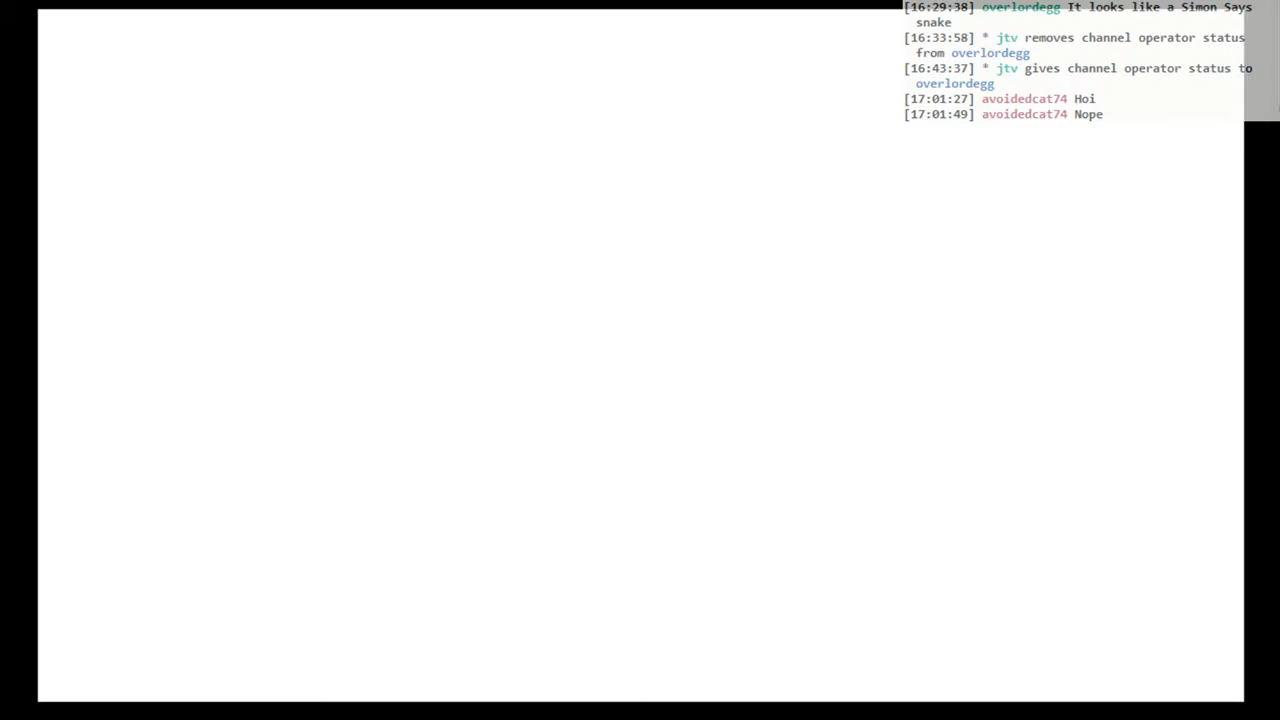 [16:29:38] overlordegg It looks like a Simon Says
snake
[16:33:58] * jtv removes channel operator status
from overlordegg
[16:43:37] * jtv gives channel operator status to
overlordegg
[17:01:27] avoidedcat74 Hoi
[17:01:49] avoidedcat74 Nope